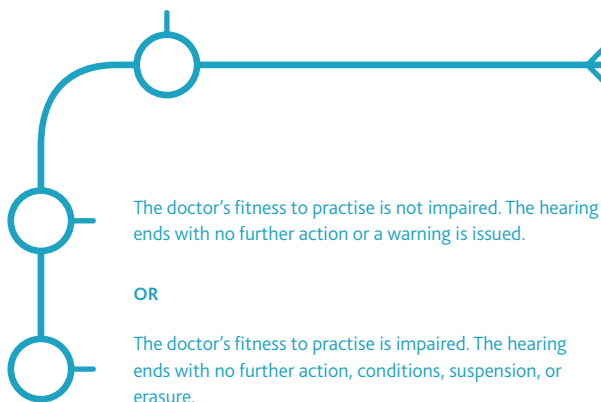 The doctor’s fitness to practise is not impaired. The hearing
ends with no further action or a warning is issued.
OR
The doctor’s fitness to practise is impaired. The hearing
ends with no further action, conditions, suspension, or
erasure.